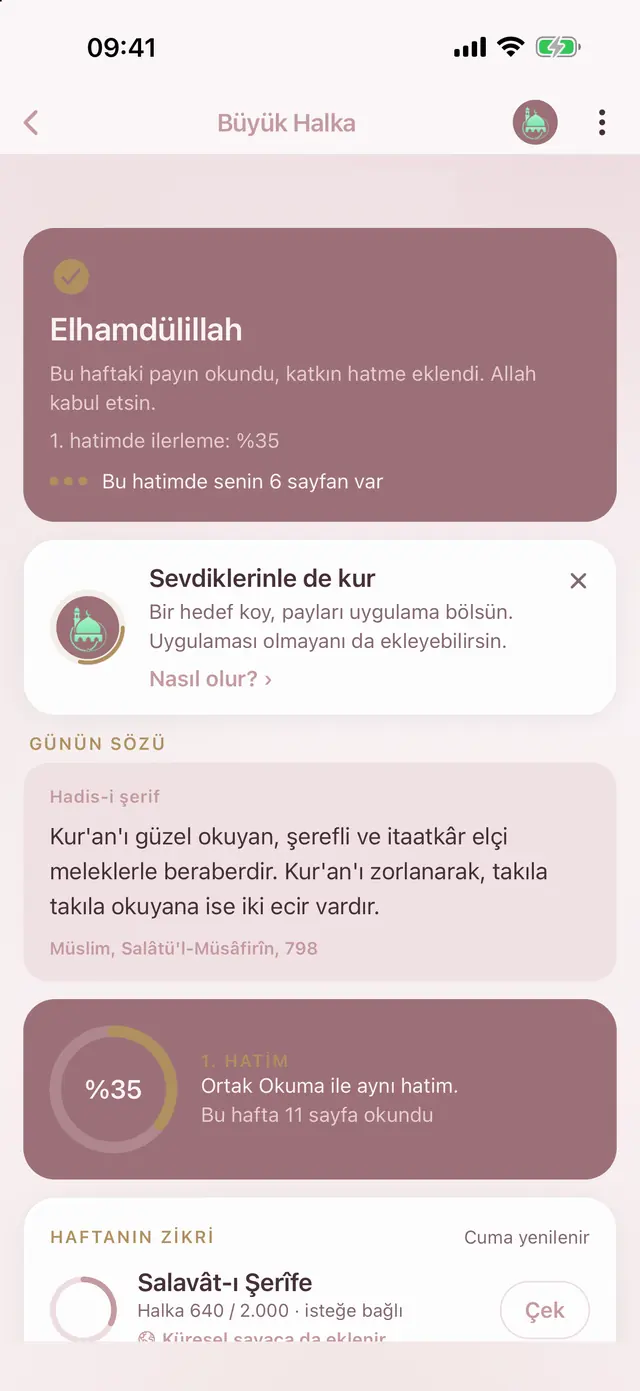 09:41
Büyük Halka
Elhamdülillah
Bu haftaki payın okundu, katkın hatme eklendi. Allah
kabul etsin.
1. hatimde ilerleme: %35
Bu hatimde senin 6 sayfan var
Sevdiklerinle de kur
Bir hedef koy, payları uygulama bölsün.
Uygulaması olmayanı da ekleyebilirsin.
Nasıl olur? ›
GÜNÜN SÖZÜ
Hadis-i şerif
Kur'an'ı güzel okuyan, şerefli ve itaatkâr elçi
meleklerle beraberdir. Kur'an'ı zorlanarak, takıla
takıla okuyana ise iki ecir vardır.
Müslim, Salâtü'l-Müsâfirîn, 798
%35
1. HATİM
Ortak Okuma ile aynı hatim.
Bu hafta 11 sayfa okundu
HAFTANIN ZİKRİ
Cuma yenilenir
Salavât-ı Şerîfe
Halka 640 / 2.000 · isteğe bağlı
Çek
Küresel sayaca da eklenir